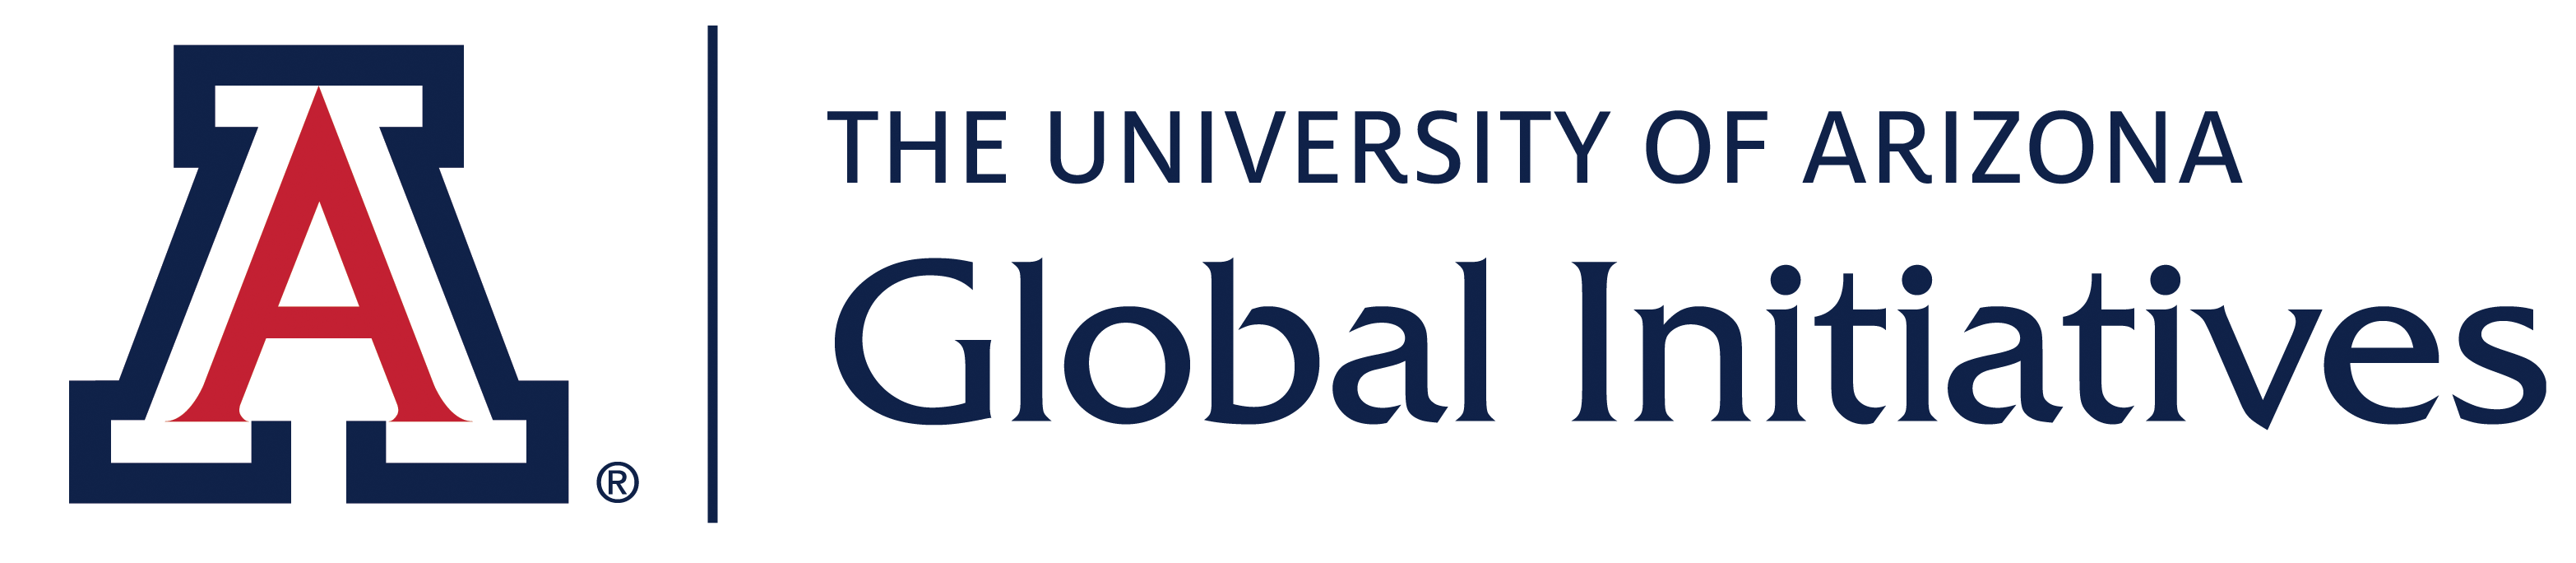 A®
THE UNIVERSITY OF ARIZONA
Global Initiatives